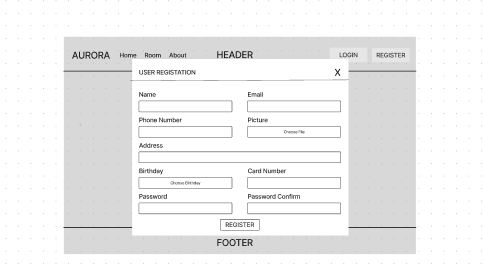 AURORA Home Room About HEADER LOGIN REGISTER
USER REGISTATION X
Name Email
Phone Number Picture
Choose File
Address
Birthday Card Number
Choose Birthday
Password Password Confirm
REGISTER
FOOTER